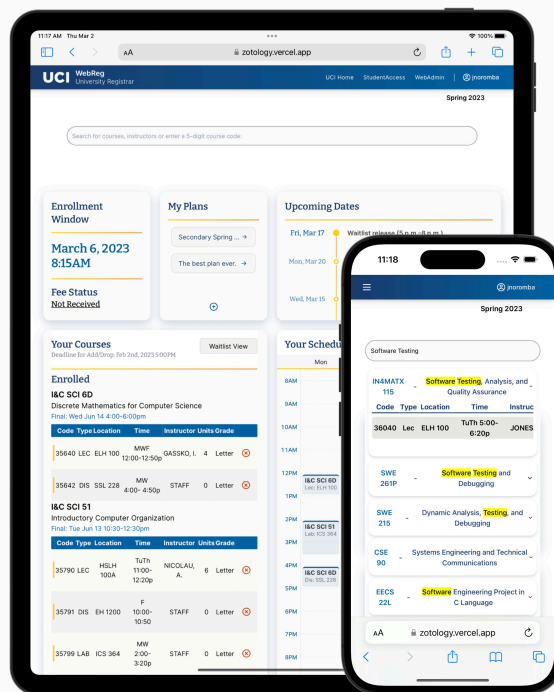 11:17 AM Thu Mar 2
100%
AA
zotology.vercel.app
UCI WebReg
University Registrar
UCI Home StudentAccess WebAdmin | jnoromba
Spring 2023
Search for courses, instructors or enter a 5-digit course code:
Enrollment
Window
March 6, 2023
8:15AM
Fee Status
Not Received
My Plans
Secondary Spring ... →
The best plan ever. →
Upcoming Dates
Fri, Mar 17 Waitlist release (5 p.m.-8 p.m.)
Mon, Mar 20
Wed, Mar 15
Your Courses
Deadline for Add/Drop: Feb 2nd, 2023 5:00PM
Waitlist View
Enrolled
I&C SCI 6D
Discrete Mathematics for Computer Science
Final: Wed Jun 14 4:00-6:00pm
Code Type Location Time Instructor Units Grade
35640 LEC ELH 100 MWF 12:00-12:50p GASSKO, I. 4 Letter
35642 DIS SSL 228 MW 4:00- 4:50p STAFF 0 Letter
I&C SCI 51
Introductory Computer Organization
Final: Tue Jun 13 10:30-12:30pm
Code Type Location Time Instructor Units Grade
35790 LEC HSLH 100A TuTh 11:00-12:20p NICOLAU, A. 6 Letter
35791 DIS EH 1200 F 10:00-10:50 STAFF 0 Letter
35799 LAB ICS 364 MW 2:00-3:20p STAFF 0 Letter
Your Schedu
Mon
8AM
9AM
10AM
11AM
12PM
I&C SCI 6D
Lec: ELH 100
1PM
2PM
I&C SCI 51
Lab: ICS 364
3PM
4PM
I&C SCI 6D
Dis: SSL 228
5PM
6PM
7PM
8PM
11:18
jnoromba
Spring 2023
Software Testing
IN4MATX 115 - Software Testing, Analysis, and Quality Assurance
Code Type Location Time Instruc
36040 Lec ELH 100 TuTh 5:00-6:20p JONES
SWE 261P - Software Testing and Debugging
SWE 215 - Dynamic Analysis, Testing, and Debugging
CSE 90 - Systems Engineering and Technical Communications
EECS 22L - Software Engineering Project in C Language
AA zotology.vercel.app